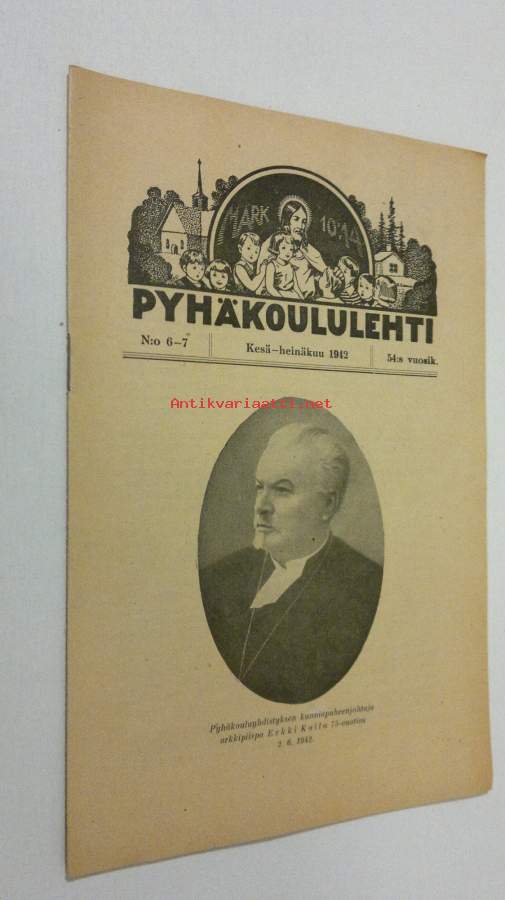 MARK 10:14
PYHÄKOULULEHTI
N:o 6–7 Kesä–heinäkuu 1942 54:s vuosik.
Antikvariaatti.net
Pyhäkouluyhdistyksen kunniapuheenjohtaja
arkkipiispa Erkki Kaila 75-vuotias
2. 6. 1942.